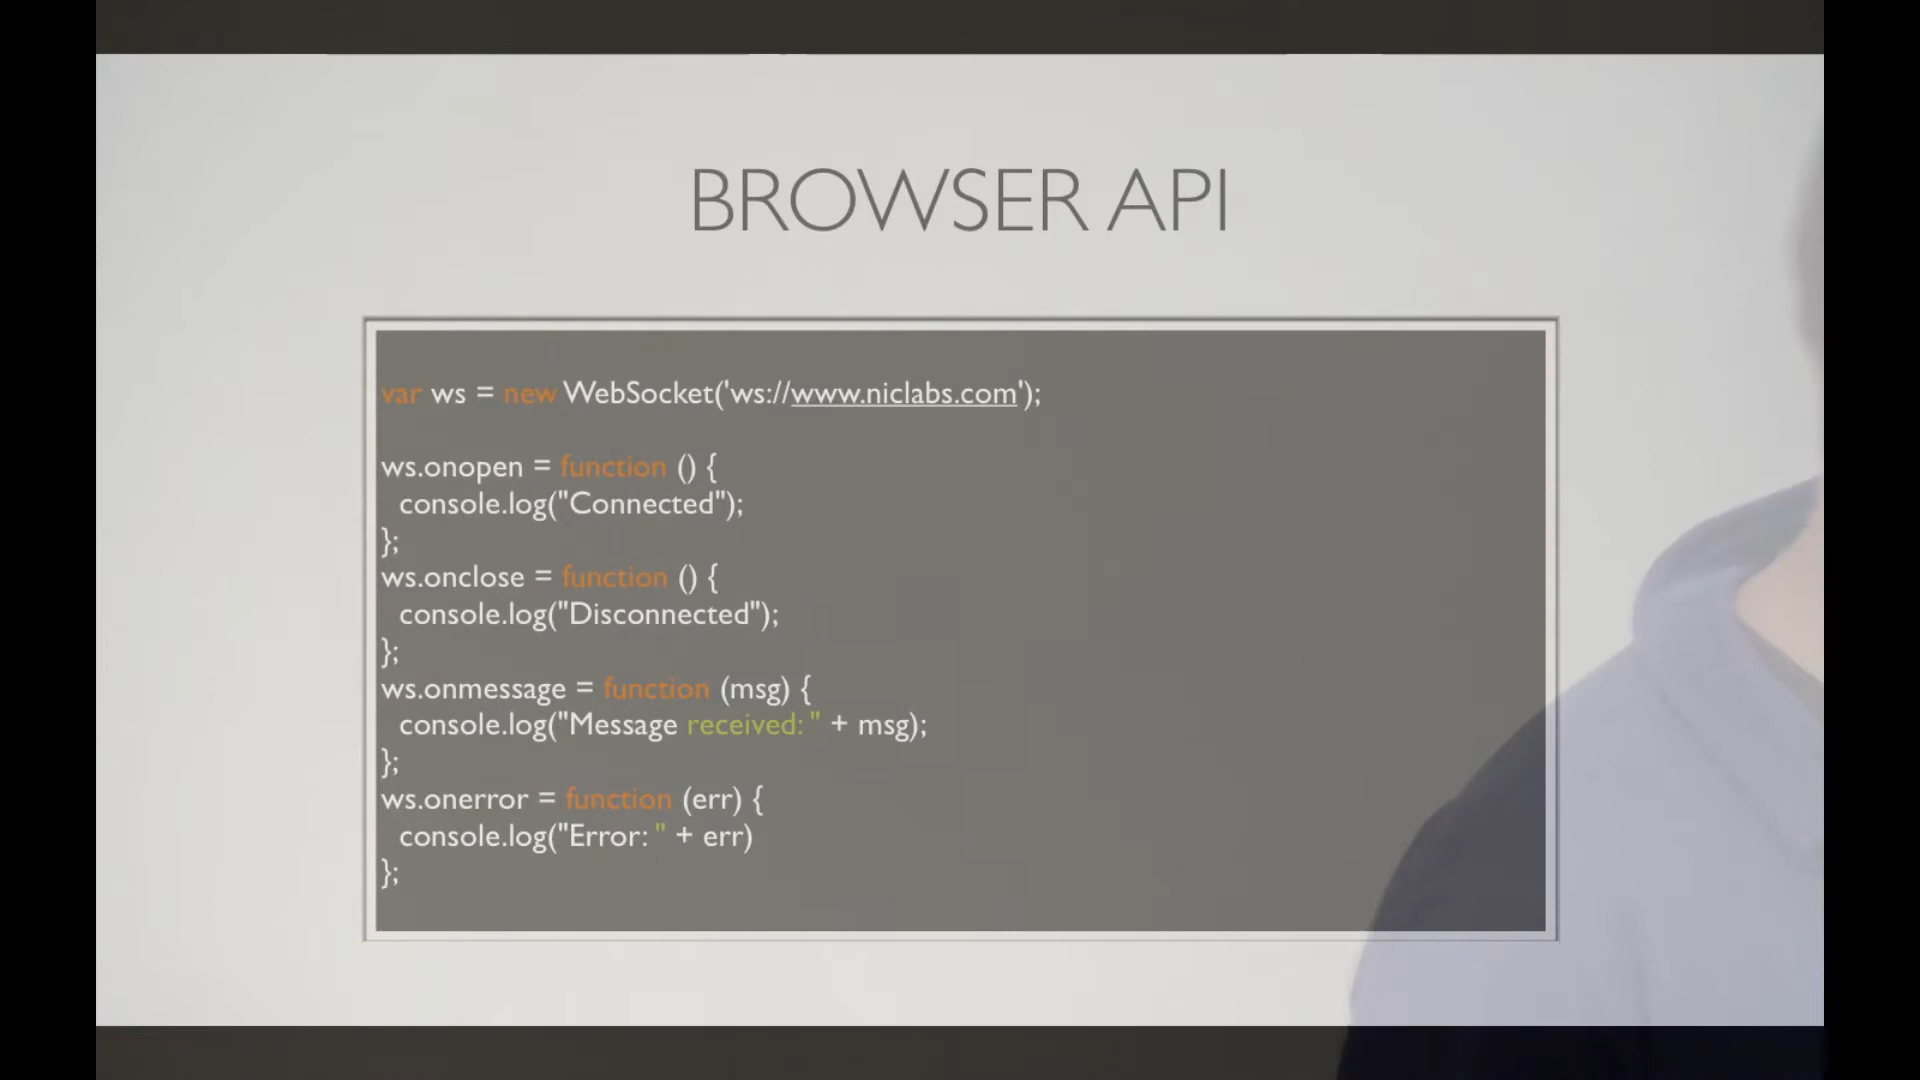 BROWSER API
var ws = new WebSocket('ws://www.niclabs.com');
ws.onopen = function () {
console.log("Connected");
};
ws.onclose = function () {
console.log("Disconnected");
};
ws.onmessage = function (msg) {
console.log("Message received: " + msg);
};
ws.onerror = function (err) {
console.log("Error: " + err)
};